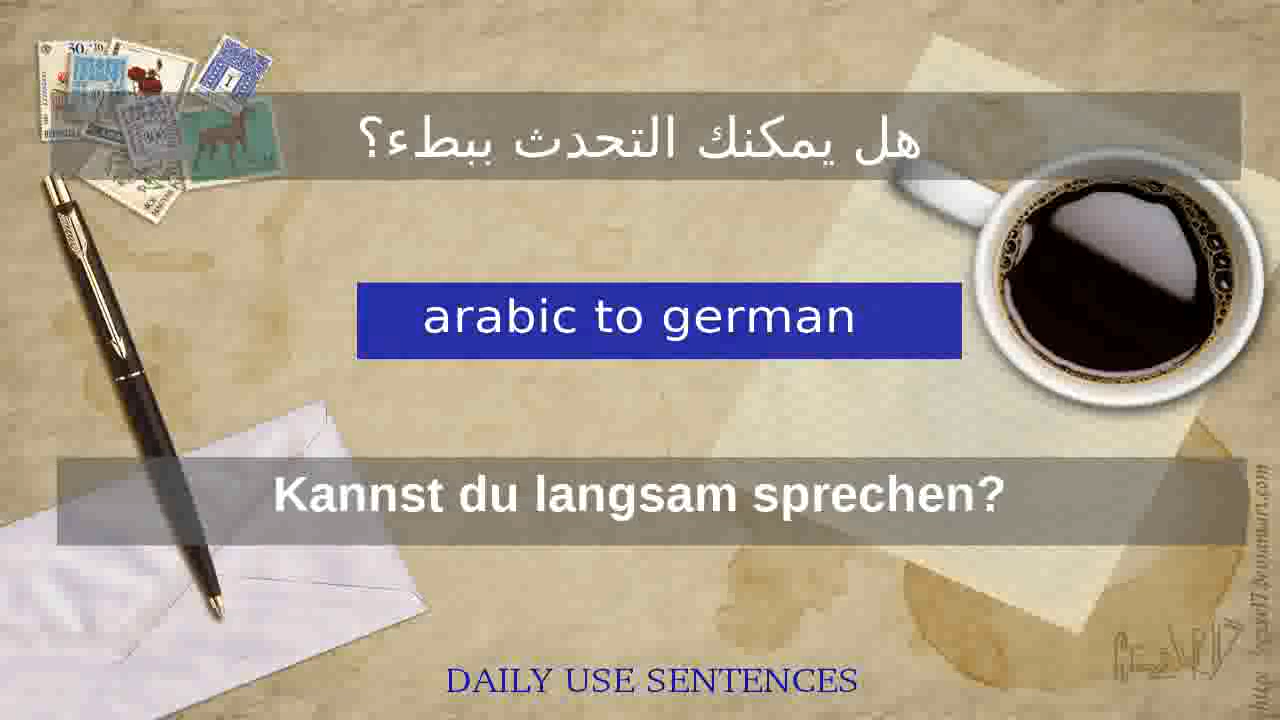 هل يمكنك التحدث ببطء؟
arabic to german
Kannst du langsam sprechen?
DAILY USE SENTENCES